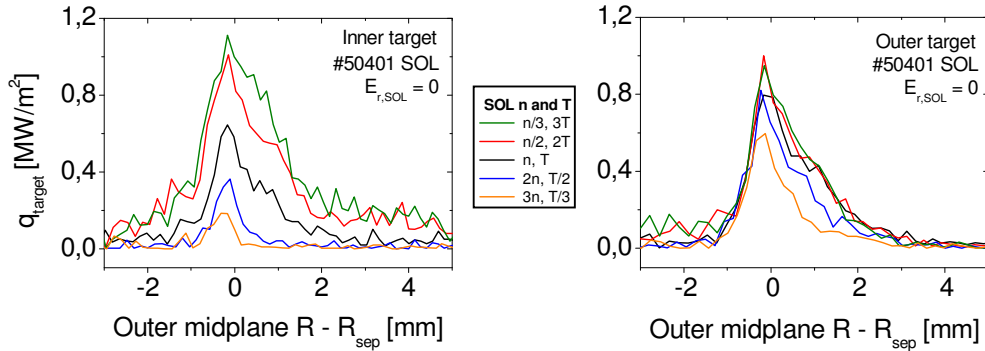 1,2
0,8
0,4
0,0
q_target [MW/m²]
Inner target
#50401 SOL
E_r,SOL = 0
-2
0
2
4
Outer midplane R - R_sep [mm]
SOL n and T
n/3, 3T
n/2, 2T
n, T
2n, T/2
3n, T/3
1,2
0,8
0,4
0,0
Outer target
#50401 SOL
E_r,SOL = 0
-2
0
2
4
Outer midplane R - R_sep [mm]